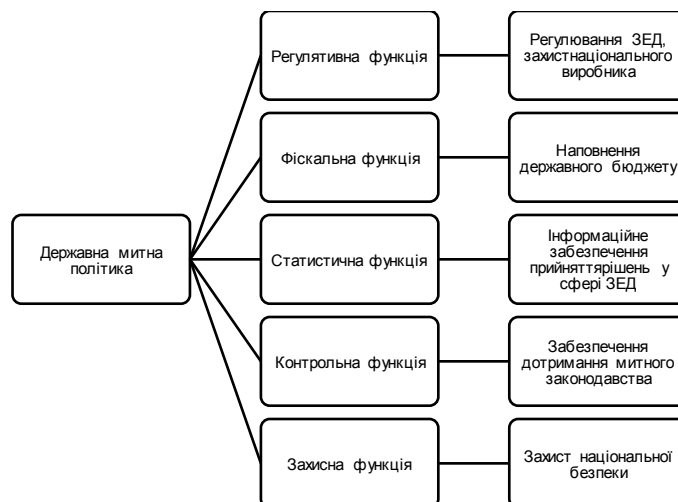 Регулятивна функція
Регулювання ЗЕД,
захистнаціонального
виробника
Фіскальна функція
Наповнення
державного бюджету
Державна митна
політика
Статистична функція
Інформаційне
забезпечення
прийняттярішень у
сфері ЗЕД
Контрольна функція
Забезпечення
дотримання митного
законодавства
Захисна функція
Захист національної
безпеки